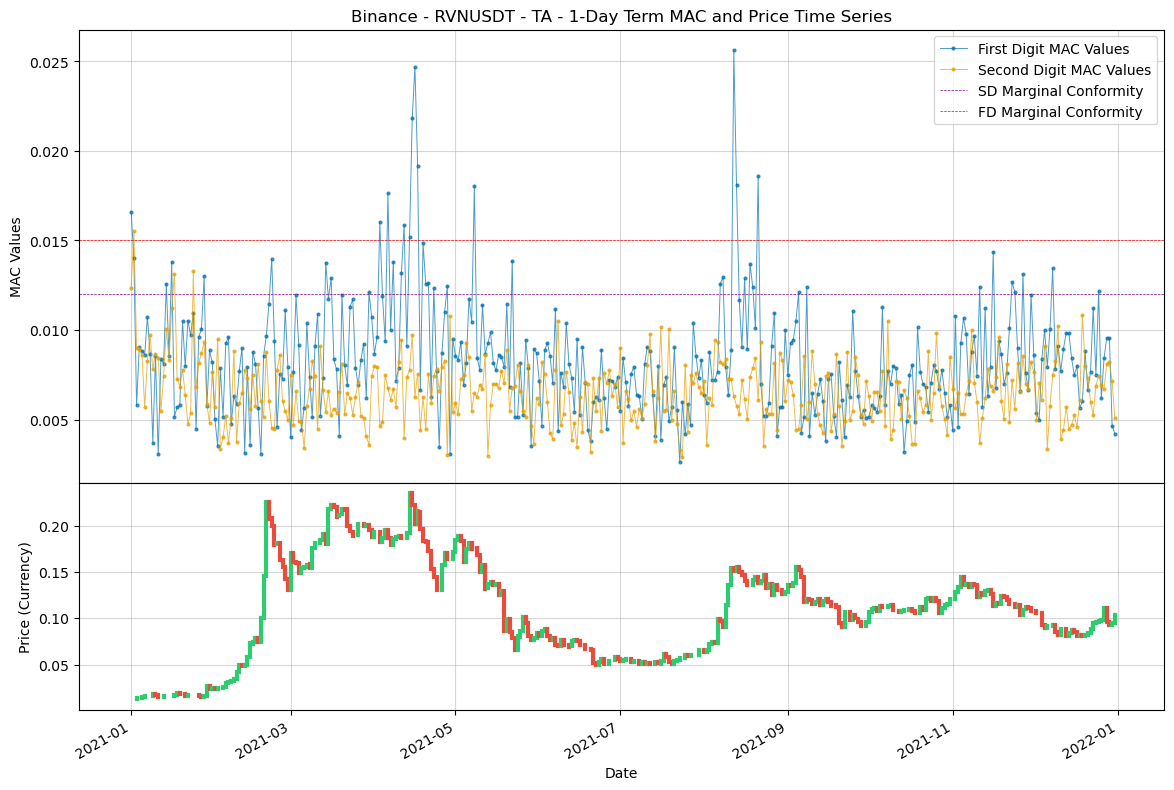 Binance - RVNUSDT - TA - 1-Day Term MAC and Price Time Series
First Digit MAC Values
Second Digit MAC Values
SD Marginal Conformity
FD Marginal Conformity
MAC Values
0.025
0.020
0.015
0.010
0.005
Price (Currency)
0.20
0.15
0.10
0.05
2021-01
2021-03
2021-05
2021-07
2021-09
2021-11
2022-01
Date